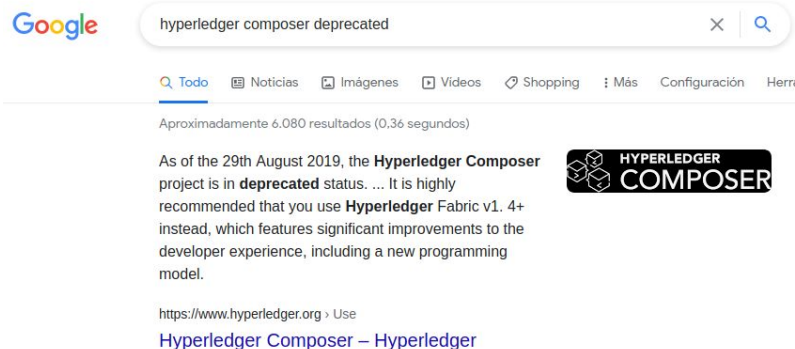 Google
hyperledger composer deprecated
Todo Noticias Imágenes Vídeos Shopping Más Configuración Herra
Aproximadamente 6.080 resultados (0,36 segundos)
As of the 29th August 2019, the Hyperledger Composer
project is in deprecated status. ... It is highly
recommended that you use Hyperledger Fabric v1. 4+
instead, which features significant improvements to the
developer experience, including a new programming
model.
HYPERLEDGER
COMPOSER
https://www.hyperledger.org › Use
Hyperledger Composer – Hyperledger